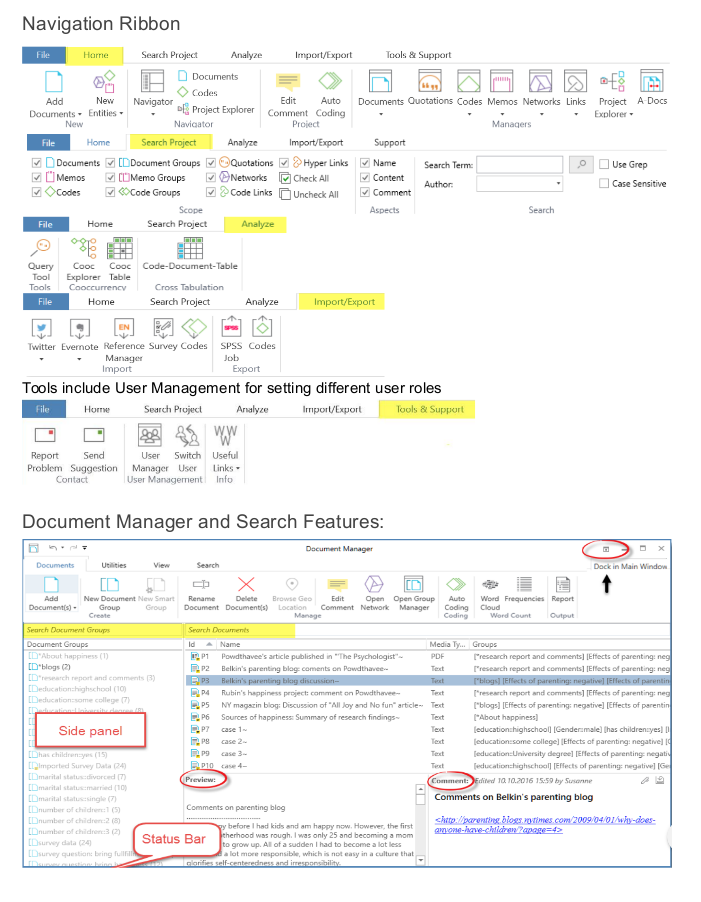 Navigation Ribbon
File Home Search Project Analyze Import/Export Tools & Support
Documents
Codes
Project Explorer
Add Documents New Entities Navigator Edit Comment Auto Coding Documents Quotations Codes Memos Networks Links Project Explorer A-Docs
New Navigator Project Managers
File Home Search Project Analyze Import/Export Support
Documents Document Groups Quotations Hyper Links Name Search Term: Use Grep
Memos Memo Groups Networks Check All Content
Codes Code Groups Code Links Uncheck All Comment Author: Case Sensitive
Scope Aspects Search
File Home Search Project Analyze
Query Tool Cooc Explorer Cooc Table Code-Document-Table
Tools Cooccurrency Cross Tabulation
File Home Search Project Analyze Import/Export
EN SPSS
Twitter Evernote Reference Manager Survey Codes SPSS Job Codes
Import Export
Tools include User Management for setting different user roles
File Home Search Project Analyze Import/Export Tools & Support
Report Problem Send Suggestion User Manager Switch User Useful Links
Contact User Management Info
Document Manager and Search Features:
Document Manager
Documents Utilities View Search Dock in Main Window
Add Document(s) New Document Group New Smart Group Rename Document Delete Document(s) Browse Geo Location Edit Comment Open Network Open Group Manager Auto Coding Word Cloud Frequencies Report
Create Manage Coding Word Count Output
Search Document Groups Search Documents
Document Groups Id Name Media Ty... Groups
*About happiness (1) P1 Powdthavee's article published in "The Psychologist"~ PDF [*research report and comments] [Effects of parenting: neg
*blogs (2) P2 Belkin's parenting blog: coments on Powdthavee~ Text [*research report and comments] [Effects of parenting: neg
*research report and comments (3) P3 Belkin's parenting blog discussion~ Text [*blogs] [Effects of parenting: negative] [Effects of parentin
education:highschool (10) P4 Rubin's happiness project: comment on Powdthavee~ Text [*research report and comments] [Effects of parenting: neg
education:some college (7) P5 NY magazin blog: Discussion of "All Joy and No fun" article~ Text [*blogs] [Effects of parenting: negative] [Effects of parentin
education:University degree (8) P6 Sources of happiness: Summary of research findings~ Text [*About happiness]
P7 case 1~ Text [education:highschool] [Gender:male] [has children:yes] [I
Side panel P8 case 2~ Text [education:some college] [Effects of parenting: negative] [
P9 case 3~ Text [education:University degree] [Effects of parenting: negativ
has children:yes (15) P10 case 4~ Text [education:highschool] [Effects of parenting: negative] [Ge
Imported Survey Data (24)
marital status:divorced (7) Preview: Comment: Edited 10.10.2016 15:59 by Susanne
marital status:married (10)
marital status:single (7) Comments on Belkin's parenting blog
number of children::1 (5) Comments on parenting blog
number of children::2 (8) <http://parenting.blogs.nytimes.com/2009/04/01/why-does-
number of children::3 (2) py before I had kids and am happy now. However, the first anyone-have-children/?apage=4>
survey data (24) Status Bar therhood was rough. I was only 25 and becoming a mom
to grow up. All of a sudden I had to become a lot less
survey question: bring fulfillm d a lot more responsible, which is not easy in a culture that
glorifies self-centeredness and irresponsibility.